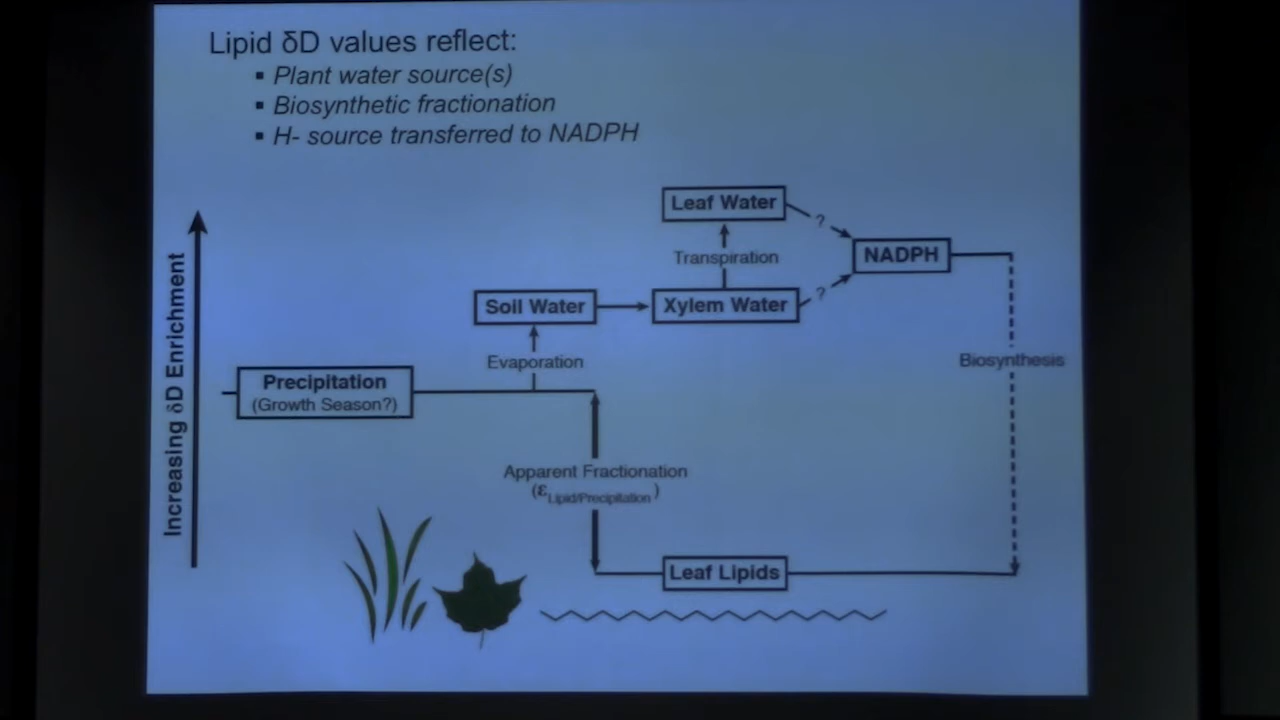 Lipid δD values reflect:
▪ Plant water source(s)
▪ Biosynthetic fractionation
▪ H- source transferred to NADPH
Leaf Water
?
NADPH
Transpiration
Soil Water
Xylem Water
?
Evaporation
Biosynthesis
Precipitation
(Growth Season?)
Increasing δD Enrichment
Apparent Fractionation
(ε Lipid/Precipitation)
Leaf Lipids